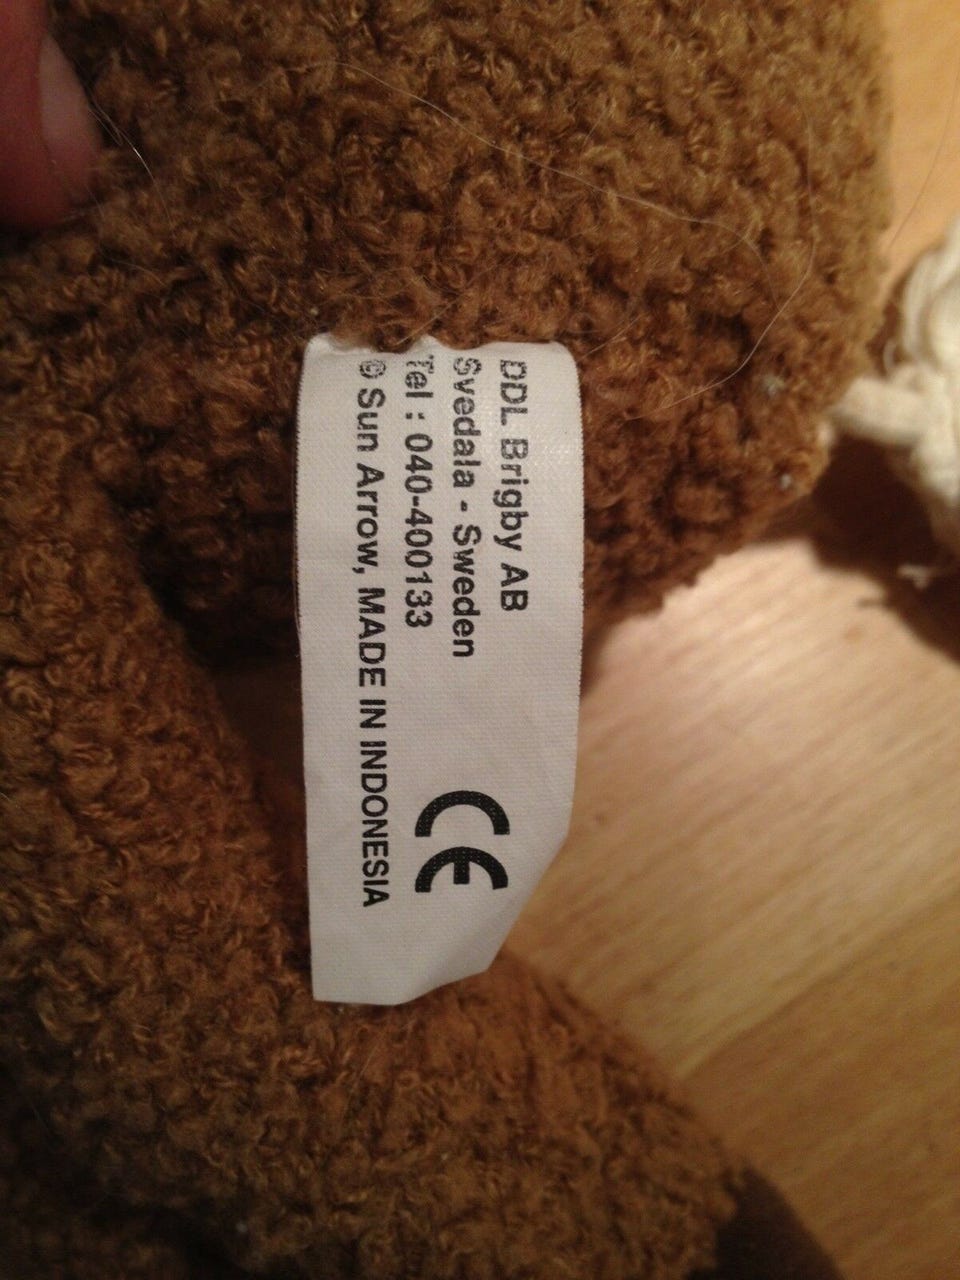 DDL Brigby AB
Svedala - Sweden
Tel : 040-400133
© Sun Arrow, MADE IN INDONESIA
CE